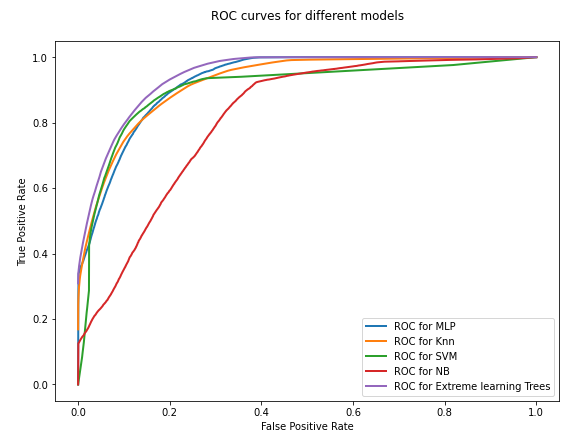 ROC curves for different models
True Positive Rate
1.0
0.8
0.6
0.4
0.2
0.0
ROC for MLP
ROC for Knn
ROC for SVM
ROC for NB
ROC for Extreme learning Trees
0.0 0.2 0.4 0.6 0.8 1.0
False Positive Rate